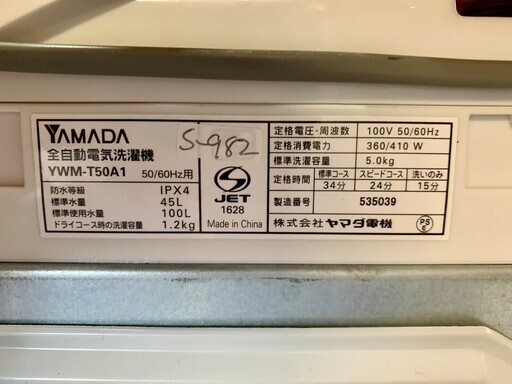 YAMADA
S-982
全自動電気洗濯機
YWM-T50A1 50/60Hz用
防水等級 IPX4
標準水量 45L
標準使用水量 100L
ドライコース時の洗濯容量 1.2kg
S
JET
1628
Made in China
定格電圧・周波数 100V 50/60Hz
定格消費電力 360/410 W
標準洗濯容量 5.0kg
定格時間 標準コース スピードコース 洗いのみ
34分 24分 15分
製造番号 535039
株式会社 ヤマダ電機
PS
E